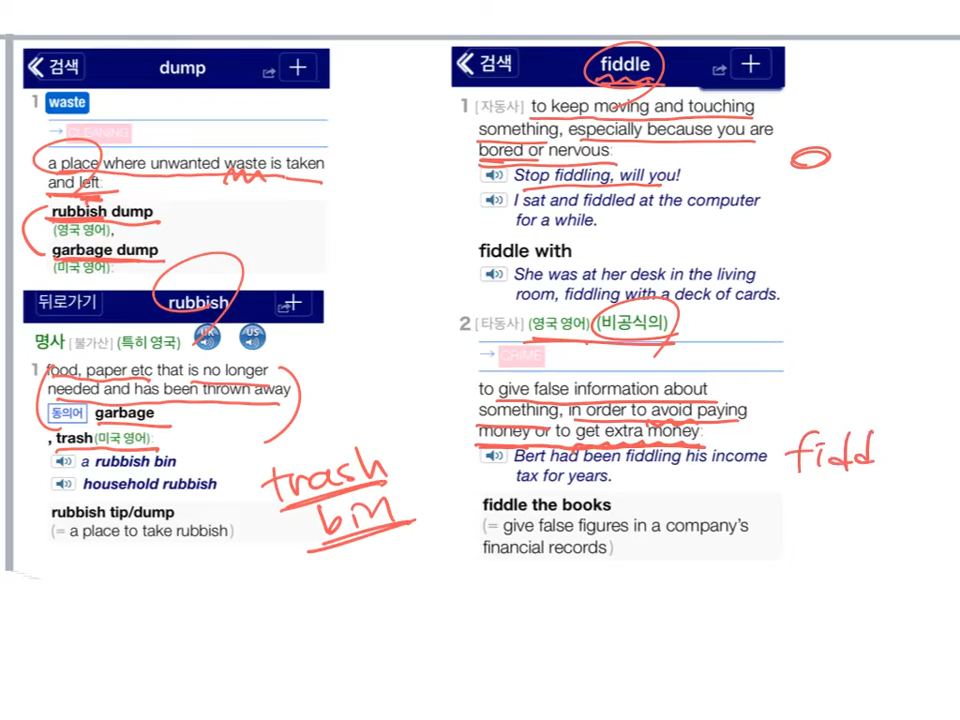 검색
dump
+
1 waste
→ CLEANING
a place where unwanted waste is taken
and left:
rubbish dump
(영국 영어),
garbage dump
(미국 영어):
뒤로가기
rubbish
+
명사 [불가산] (특히 영국)
UK
US
1 food, paper etc that is no longer
needed and has been thrown away
동의어 garbage
, trash(미국 영어):
a rubbish bin
household rubbish
rubbish tip/dump
(= a place to take rubbish)
trash
bin
검색
fiddle
+
1 [자동사] to keep moving and touching
something, especially because you are
bored or nervous:
Stop fiddling, will you!
I sat and fiddled at the computer
for a while.
fiddle with
She was at her desk in the living
room, fiddling with a deck of cards.
2 [타동사] (영국 영어) (비공식의)
→ CRIME
to give false information about
something, in order to avoid paying
money or to get extra money:
Bert had been fiddling his income
tax for years.
fiddle the books
(= give false figures in a company's
financial records)
fidd